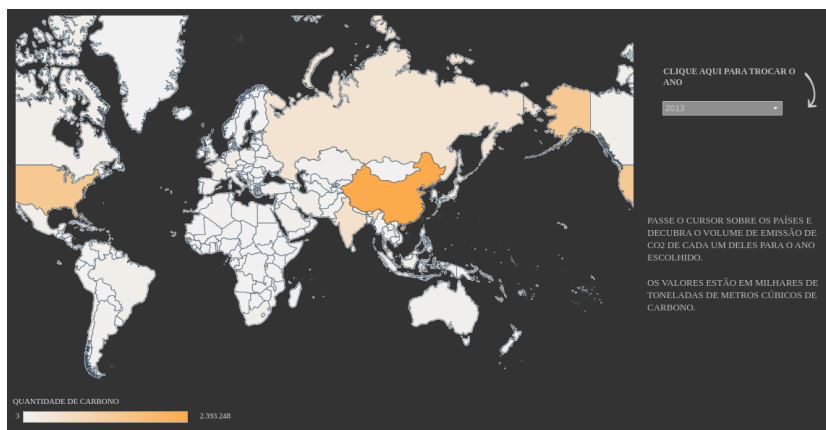 CLIQUE AQUI PARA TROCAR O
ANO
2013
PASSE O CURSOR SOBRE OS PAÍSES E
DECUBRA O VOLUME DE EMISSÃO DE
CO2 DE CADA UM DELES PARA O ANO
ESCOLHIDO.
OS VALORES ESTÃO EM MILHARES DE
TONELADAS DE METROS CÚBICOS DE
CARBONO.
QUANTIDADE DE CARBONO
3 2.393.248